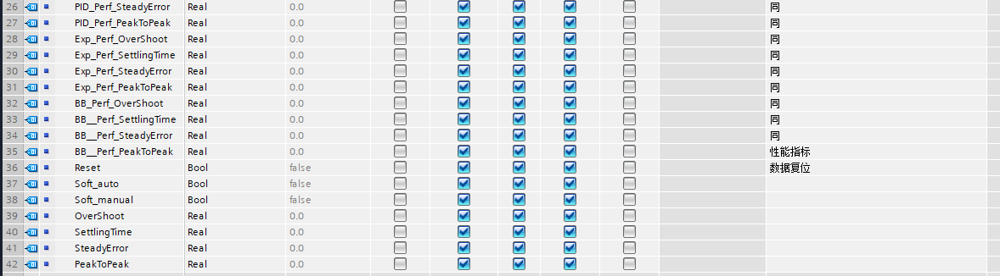 26 PID_Perf_SteadyError Real 0.0 同
27 PID_Perf_PeakToPeak Real 0.0 同
28 Exp_Perf_OverShoot Real 0.0 同
29 Exp_Perf_SettlingTime Real 0.0 同
30 Exp_Perf_SteadyError Real 0.0 同
31 Exp_Perf_PeakToPeak Real 0.0 同
32 BB_Perf_OverShoot Real 0.0 同
33 BB__Perf_SettlingTime Real 0.0 同
34 BB__Perf_SteadyError Real 0.0 同
35 BB__Perf_PeakToPeak Real 0.0 性能指标
36 Reset Bool false 数据复位
37 Soft_auto Bool false
38 Soft_manual Bool false
39 OverShoot Real 0.0
40 SettlingTime Real 0.0
41 SteadyError Real 0.0
42 PeakToPeak Real 0.0